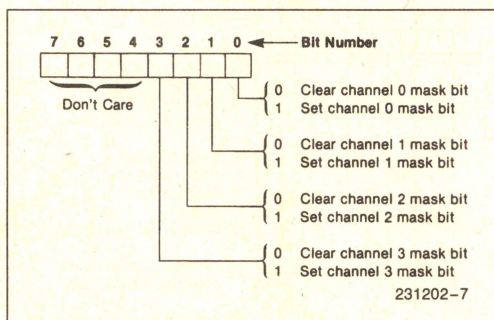 7 6 5 4 3 2 1 0 Bit Number
Don't Care
0 Clear channel 0 mask bit
1 Set channel 0 mask bit
0 Clear channel 1 mask bit
1 Set channel 1 mask bit
0 Clear channel 2 mask bit
1 Set channel 2 mask bit
0 Clear channel 3 mask bit
1 Set channel 3 mask bit
231202-7